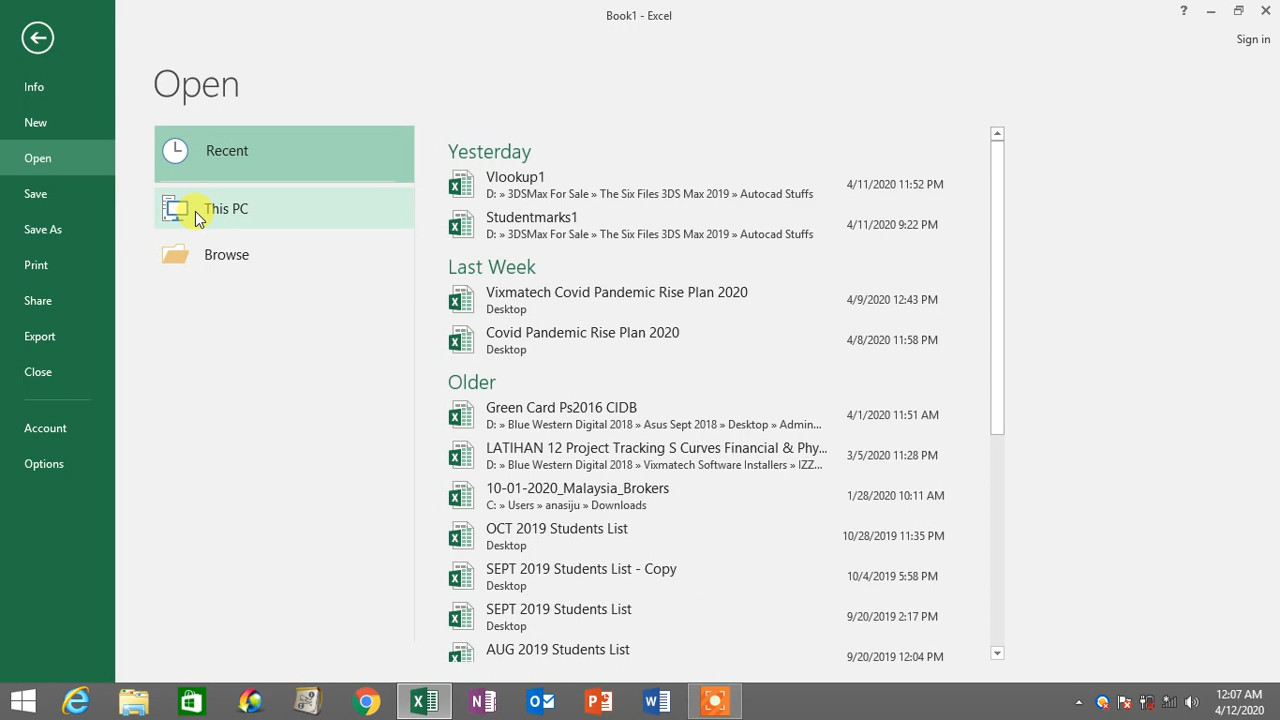 Book1 - Excel
?
Sign in
Info
New
Open
Save
Save As
Print
Share
Export
Close
Account
Options
Open
Recent
This PC
Browse
Yesterday
Vlookup1
D: » 3DSMax For Sale » The Six Files 3DS Max 2019 » Autocad Stuffs
4/11/2020 11:52 PM
Studentmarks1
D: » 3DSMax For Sale » The Six Files 3DS Max 2019 » Autocad Stuffs
4/11/2020 9:22 PM
Last Week
Vixmatech Covid Pandemic Rise Plan 2020
Desktop
4/9/2020 12:43 PM
Covid Pandemic Rise Plan 2020
Desktop
4/8/2020 11:58 PM
Older
Green Card Ps2016 CIDB
D: » Blue Western Digital 2018 » Asus Sept 2018 » Desktop » Admin...
4/1/2020 11:51 AM
LATIHAN 12 Project Tracking S Curves Financial & Phy...
D: » Blue Western Digital 2018 » Vixmatech Software Installers » IZZ...
3/5/2020 11:28 PM
10-01-2020_Malaysia_Brokers
C: » Users » anasiju » Downloads
1/28/2020 10:11 AM
OCT 2019 Students List
Desktop
10/28/2019 11:35 PM
SEPT 2019 Students List - Copy
Desktop
10/4/2019 5:58 PM
SEPT 2019 Students List
Desktop
9/20/2019 2:17 PM
AUG 2019 Students List
9/20/2019 12:04 PM
12:07 AM
4/12/2020